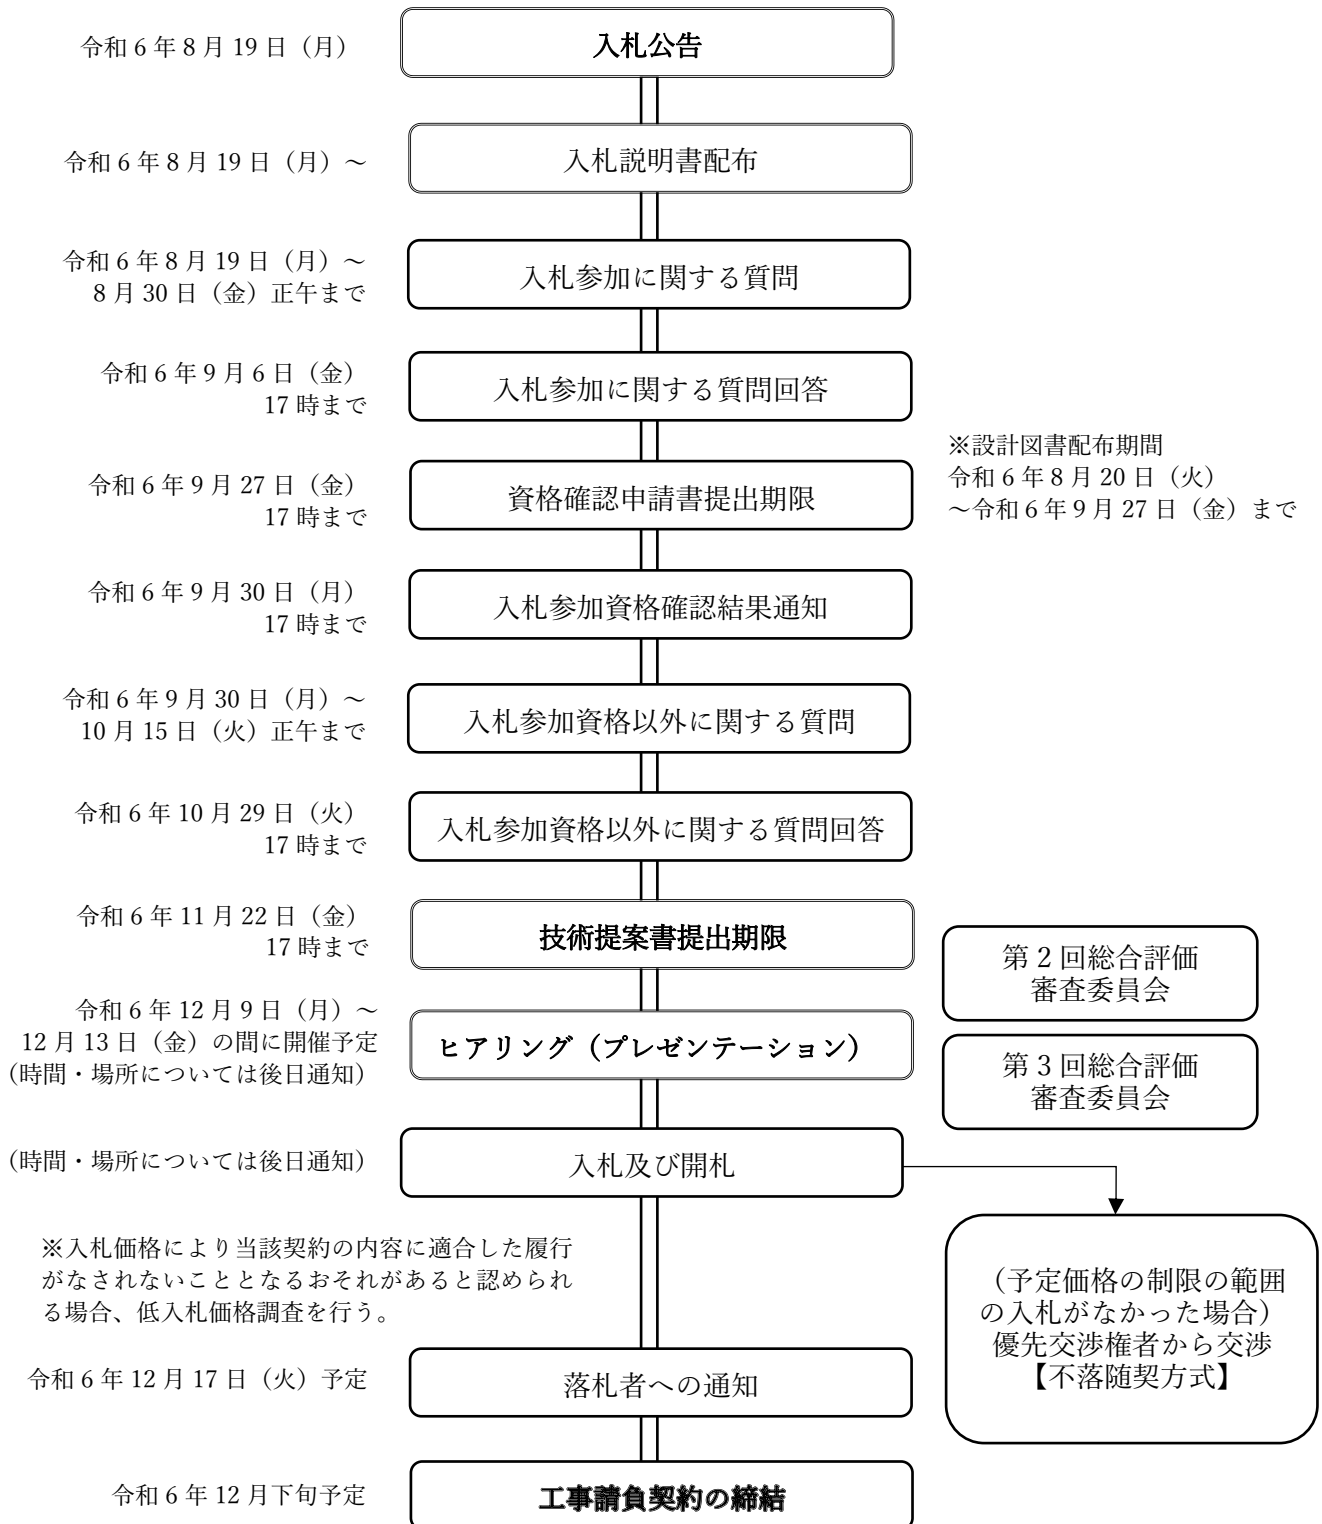 令和6年8月19日（月）
入札公告
令和6年8月19日（月）～
入札説明書配布
令和6年8月19日（月）～
8月30日（金）正午まで
入札参加に関する質問
令和6年9月6日（金）
17時まで
入札参加に関する質問回答
※設計図書配布期間
令和6年8月20日（火）
～令和6年9月27日（金）まで
令和6年9月27日（金）
17時まで
資格確認申請書提出期限
令和6年9月30日（月）
17時まで
入札参加資格確認結果通知
令和6年9月30日（月）～
10月15日（火）正午まで
入札参加資格以外に関する質問
令和6年10月29日（火）
17時まで
入札参加資格以外に関する質問回答
令和6年11月22日（金）
17時まで
技術提案書提出期限
第2回総合評価
審査委員会
令和6年12月9日（月）～
12月13日（金）の間に開催予定
（時間・場所については後日通知）
ヒアリング（プレゼンテーション）
第3回総合評価
審査委員会
（時間・場所については後日通知）
入札及び開札
※入札価格により当該契約の内容に適合した履行
がなされないこととなるおそれがあると認められ
る場合、低入札価格調査を行う。
（予定価格の制限の範囲
の入札がなかった場合）
優先交渉権者から交渉
【不落随契方式】
令和6年12月17日（火）予定
落札者への通知
令和6年12月下旬予定
工事請負契約の締結